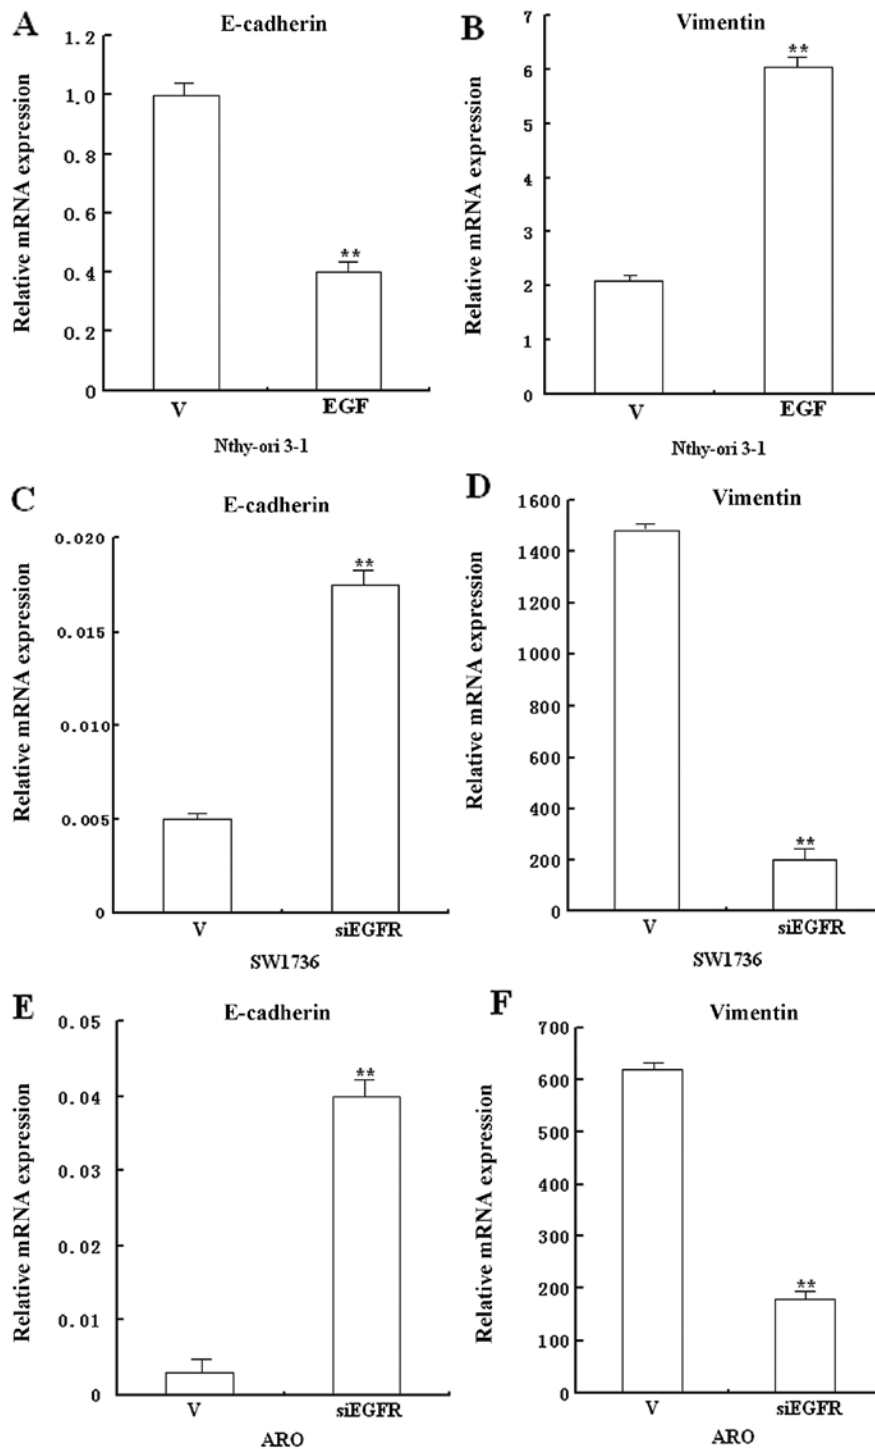 A
E-cadherin
Relative mRNA expression
1.2
1.0
0.8
0.6
0.4
0.2
0
**
V
EGF
Nthy-ori 3-1
B
Vimentin
Relative mRNA expression
7
6
5
4
3
2
1
0
**
V
EGF
Nthy-ori 3-1
C
E-cadherin
Relative mRNA expression
0.020
0.015
0.010
0.005
0
**
V
siEGFR
SW1736
D
Vimentin
Relative mRNA expression
1600
1400
1200
1000
800
600
400
200
0
**
V
siEGFR
SW1736
E
E-cadherin
Relative mRNA expression
0.05
0.04
0.03
0.02
0.01
0
**
V
siEGFR
ARO
F
Vimentin
Relative mRNA expression
700
600
500
400
300
200
100
0
**
V
siEGFR
ARO